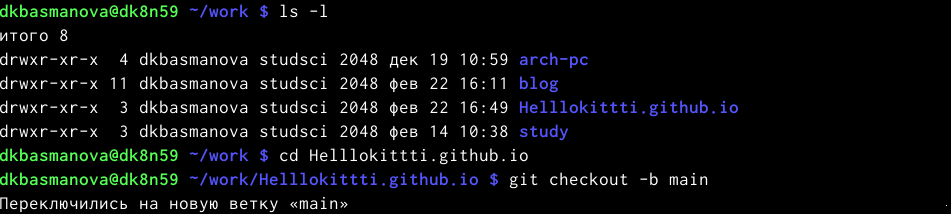 dkbasmanova@dk8n59 ~/work $ ls -l
итого 8
drwxr-xr-x  4 dkbasmanova studsci 2048 дек 19 10:59 arch-pc
drwxr-xr-x 11 dkbasmanova studsci 2048 фев 22 16:11 blog
drwxr-xr-x  3 dkbasmanova studsci 2048 фев 22 16:49 Helllokittti.github.io
drwxr-xr-x  3 dkbasmanova studsci 2048 фев 14 10:38 study
dkbasmanova@dk8n59 ~/work $ cd Helllokittti.github.io
dkbasmanova@dk8n59 ~/work/Helllokittti.github.io $ git checkout -b main
Переключились на новую ветку «main»